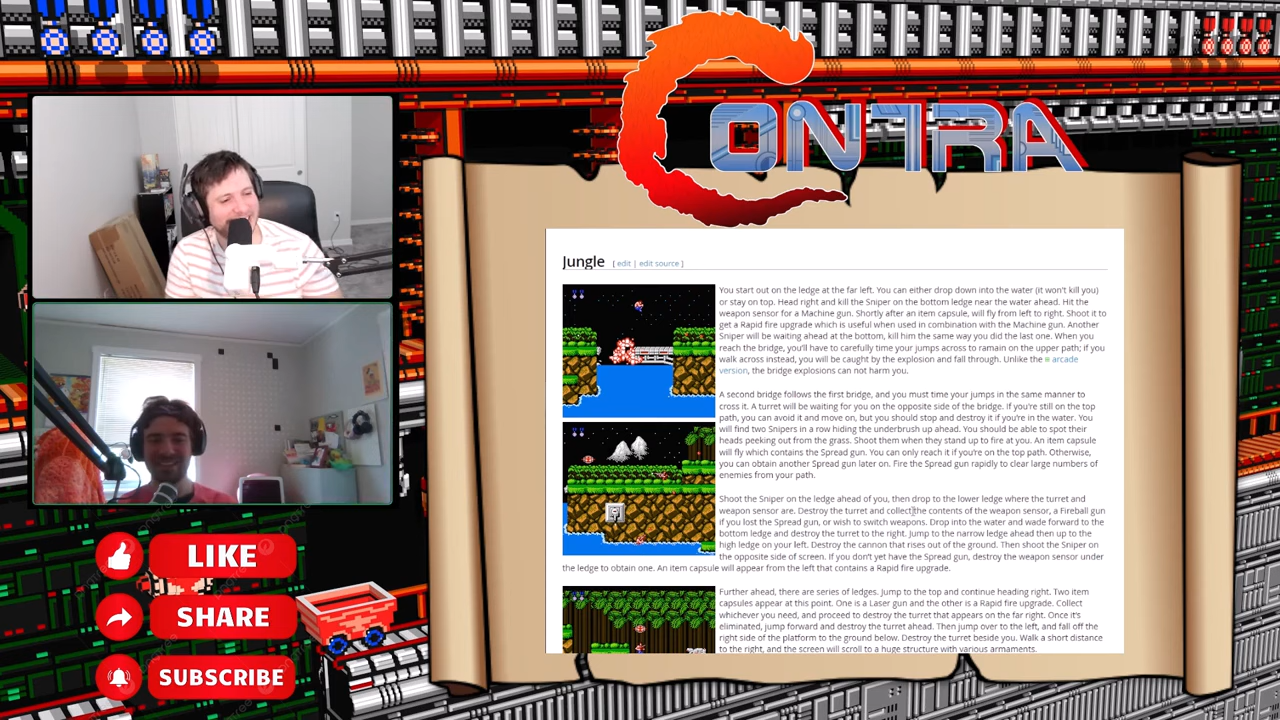 CONTRA
Jungle [ edit | edit source ]
You start out on the ledge at the far left. You can either drop down into the water (it won't kill you)
or stay on top. Head right and kill the Sniper on the bottom ledge near the water ahead. Hit the
weapon sensor for a Machine gun. Shortly after an item capsule, will fly from left to right. Shoot it to
get a Rapid fire upgrade which is useful when used in combination with the Machine gun. Another
Sniper will be waiting ahead at the bottom, kill him the same way you did the last one. When you
reach the bridge, you'll have to carefully time your jumps across to remain on the upper path; if you
walk across instead, you will be caught by the explosion and fall through. Unlike the arcade
version, the bridge explosions can not harm you.
A second bridge follows the first bridge, and you must time your jumps in the same manner to
cross it. A turret will be waiting for you on the opposite side of the bridge. If you're still on the top
path, you can avoid it and move on, but you should stop and destroy it if you're in the water. You
will find two Snipers in a row hiding the underbrush up ahead. You should be able to spot their
heads peeking out from the grass. Shoot them when they stand up to fire at you. An item capsule
will fly which contains the Spread gun. You can only reach it if you're on the top path. Otherwise,
you can obtain another Spread gun later on. Fire the Spread gun rapidly to clear large numbers of
enemies from your path.
Shoot the Sniper on the ledge ahead of you, then drop to the lower ledge where the turret and
weapon sensor are. Destroy the turret and collect the contents of the weapon sensor, a Fireball gun
if you lost the Spread gun, or wish to switch weapons. Drop into the water and wade forward to the
bottom ledge and destroy the turret to the right. Jump to the narrow ledge ahead then up to the
high ledge on your left. Destroy the cannon that rises out of the ground. Then shoot the Sniper on
the opposite side of screen. If you don't yet have the Spread gun, destroy the weapon sensor under
the ledge to obtain one. An item capsule will appear from the left that contains a Rapid fire upgrade.
Further ahead, there are series of ledges. Jump to the top and continue heading right. Two item
capsules appear at this point. One is a Laser gun and the other is a Rapid fire upgrade. Collect
whichever you need, and proceed to destroy the turret that appears on the far right. Once it's
eliminated, jump forward and destroy the turret ahead. Then jump over to the left, and fall off the
right side of the platform to the ground below. Destroy the turret beside you. Walk a short distance
to the right, and the screen will scroll to a huge structure with various armaments.
LIKE
SHARE
SUBSCRIBE